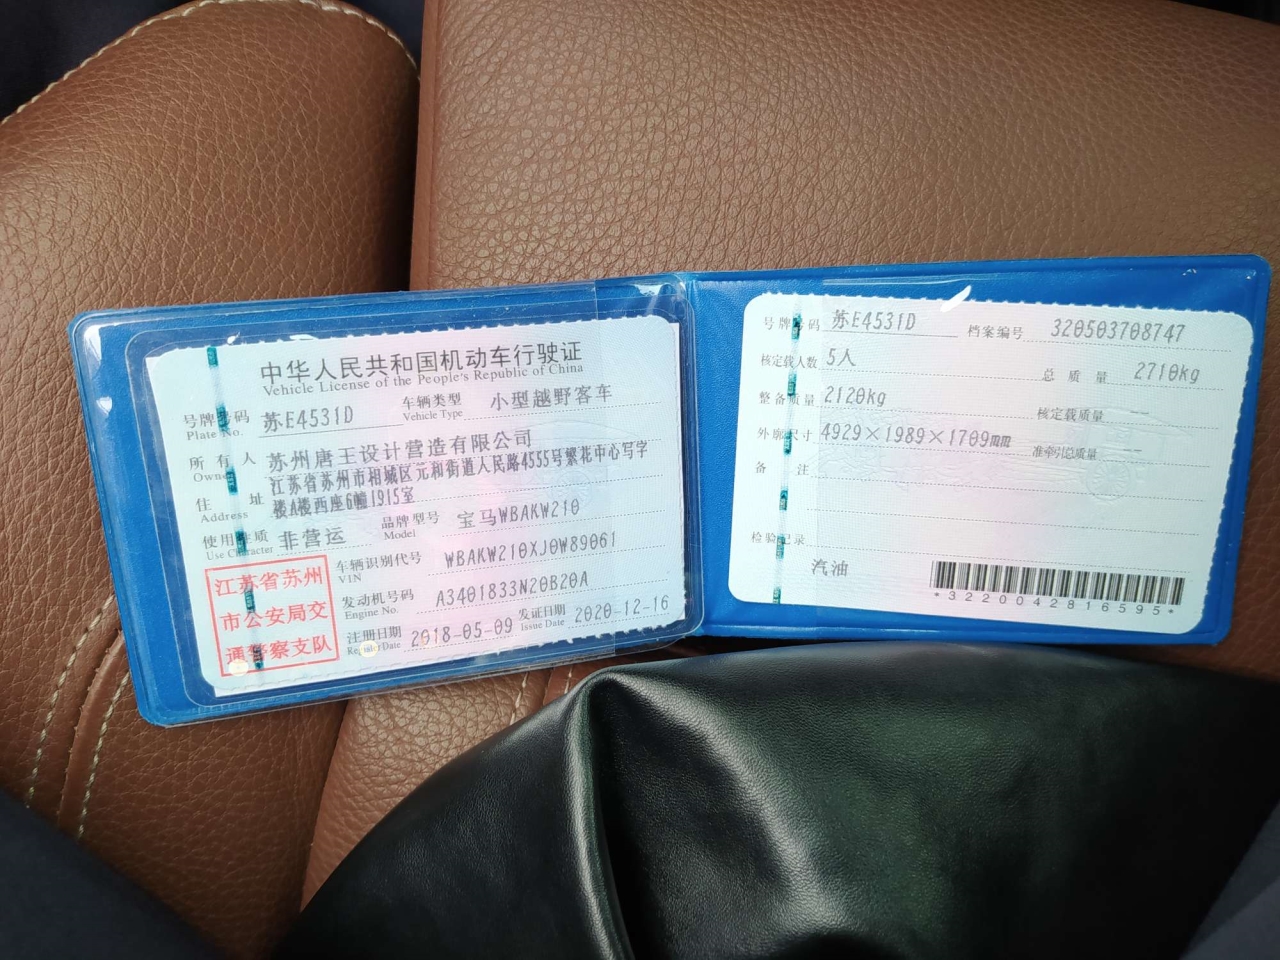 中华人民共和国机动车行驶证
Vehicle License of the People's Republic of China
号牌号码 苏E4531D 车辆类型 小型越野客车
Plate No. Vehicle Type
所有人 苏州唐王设计营造有限公司
Owner
住址 江苏省苏州市相城区元和街道人民路4555号繁花中心写字
Address 楼A楼西座6幢1915室
使用性质 非营运 品牌型号 宝马WBAKW210
Use Character Model
车辆识别代号 WBAKW210XJ0W89061
VIN
发动机号码 A3401833N20B20A
Engine No.
注册日期 2018-05-09 发证日期 2020-12-16
Register Date Issue Date
江苏省苏州
市公安局交
通警察支队
号牌号码 苏E4531D 档案编号 320503708747
核定载人数 5人 总质量 2710kg
整备质量 2120kg 核定载质量 --
外廓尺寸 4929×1989×1709mm 准牵引总质量 --
备注
检验记录
汽油
*3220042816595*